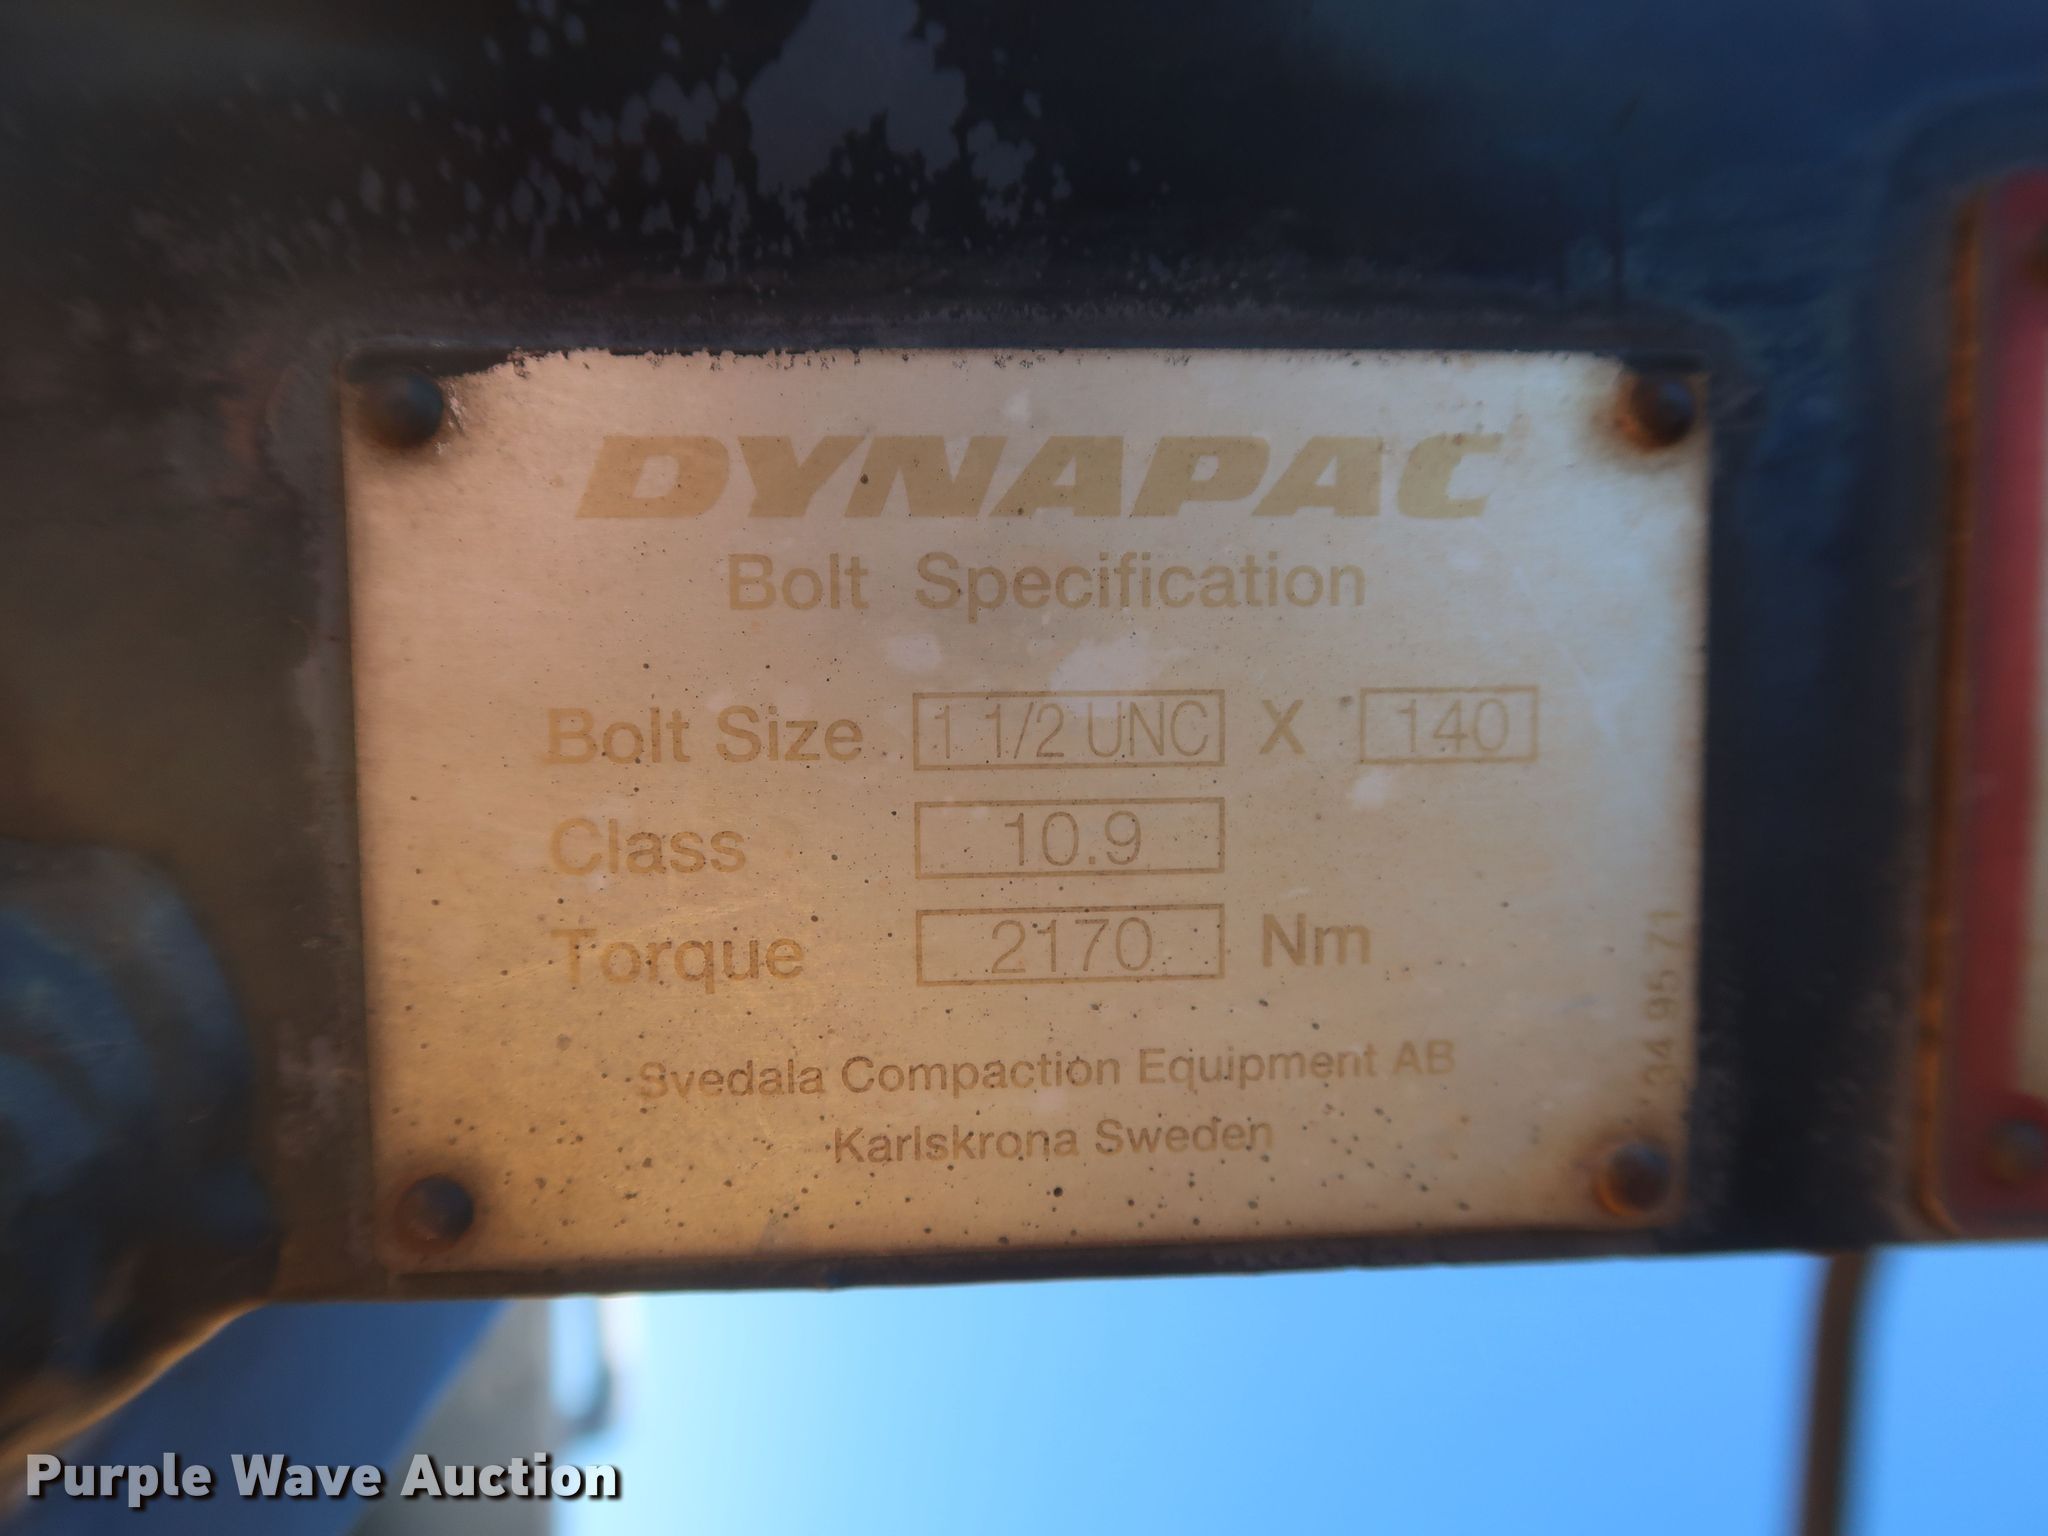 DYNAPAC
Bolt Specification
Bolt Size 1 1/2 UNC X 140
Class 10.9
Torque 2170 Nm
Svedala Compaction Equipment AB
Karlskrona Sweden
34 95 71
Purple Wave Auction